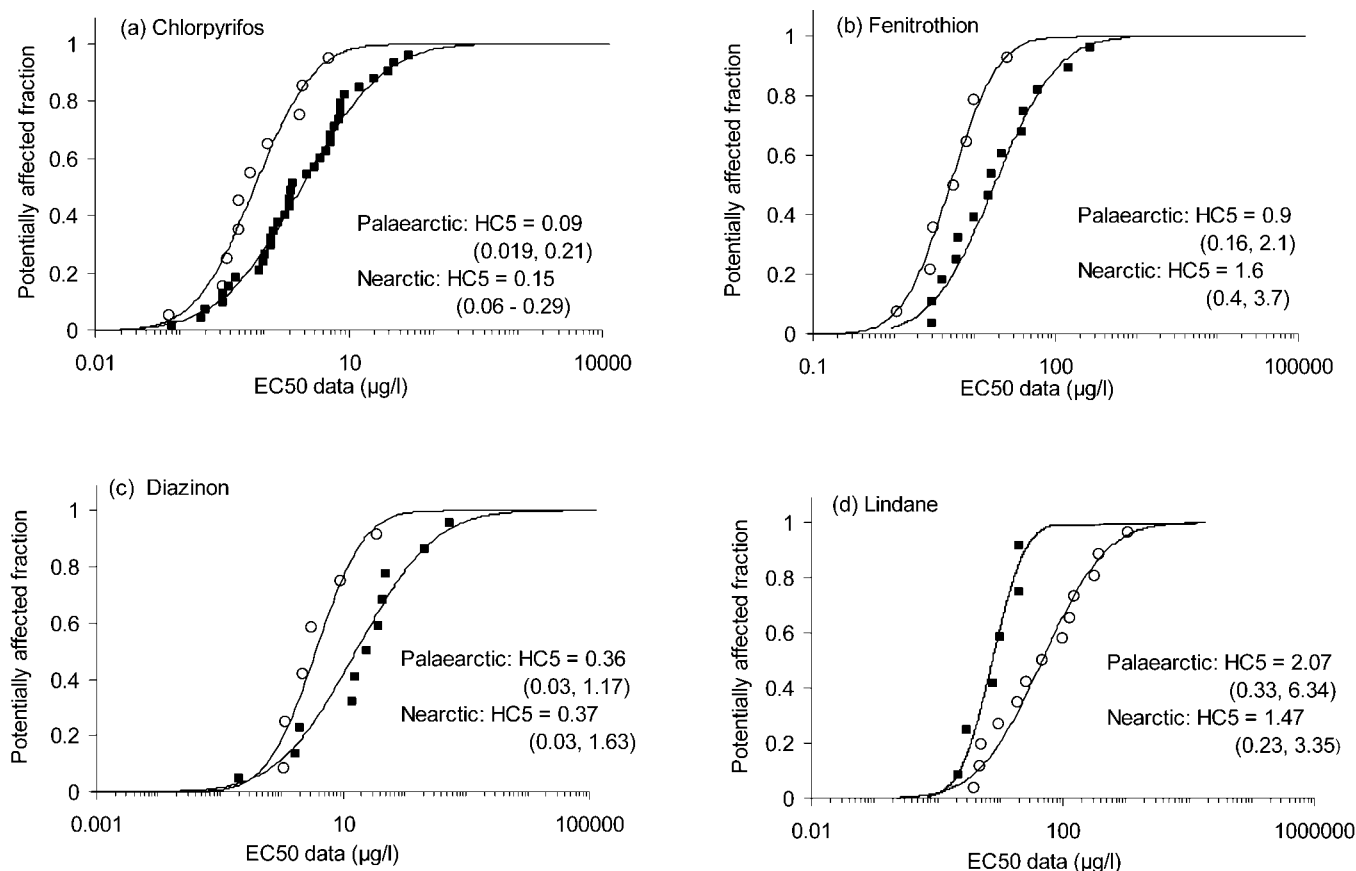 (a) Chlorpyrifos
Potentially affected fraction
1
0.8
0.6
0.4
0.2
0
Palaearctic: HC5 = 0.09
(0.019, 0.21)
Nearctic: HC5 = 0.15
(0.06 - 0.29)
0.01 10 10000
EC50 data (µg/l)
(b) Fenitrothion
Potentially affected fraction
1
0.8
0.6
0.4
0.2
0
Palaearctic: HC5 = 0.9
(0.16, 2.1)
Nearctic: HC5 = 1.6
(0.4, 3.7)
0.1 100 100000
EC50 data (µg/l)
(c) Diazinon
Potentially affected fraction
1
0.8
0.6
0.4
0.2
0
Palaearctic: HC5 = 0.36
(0.03, 1.17)
Nearctic: HC5 = 0.37
(0.03, 1.63)
0.001 10 100000
EC50 data (µg/l)
(d) Lindane
Potentially affected fraction
1
0.8
0.6
0.4
0.2
0
Palaearctic: HC5 = 2.07
(0.33, 6.34)
Nearctic: HC5 = 1.47
(0.23, 3.35)
0.01 100 1000000
EC50 data (µg/l)